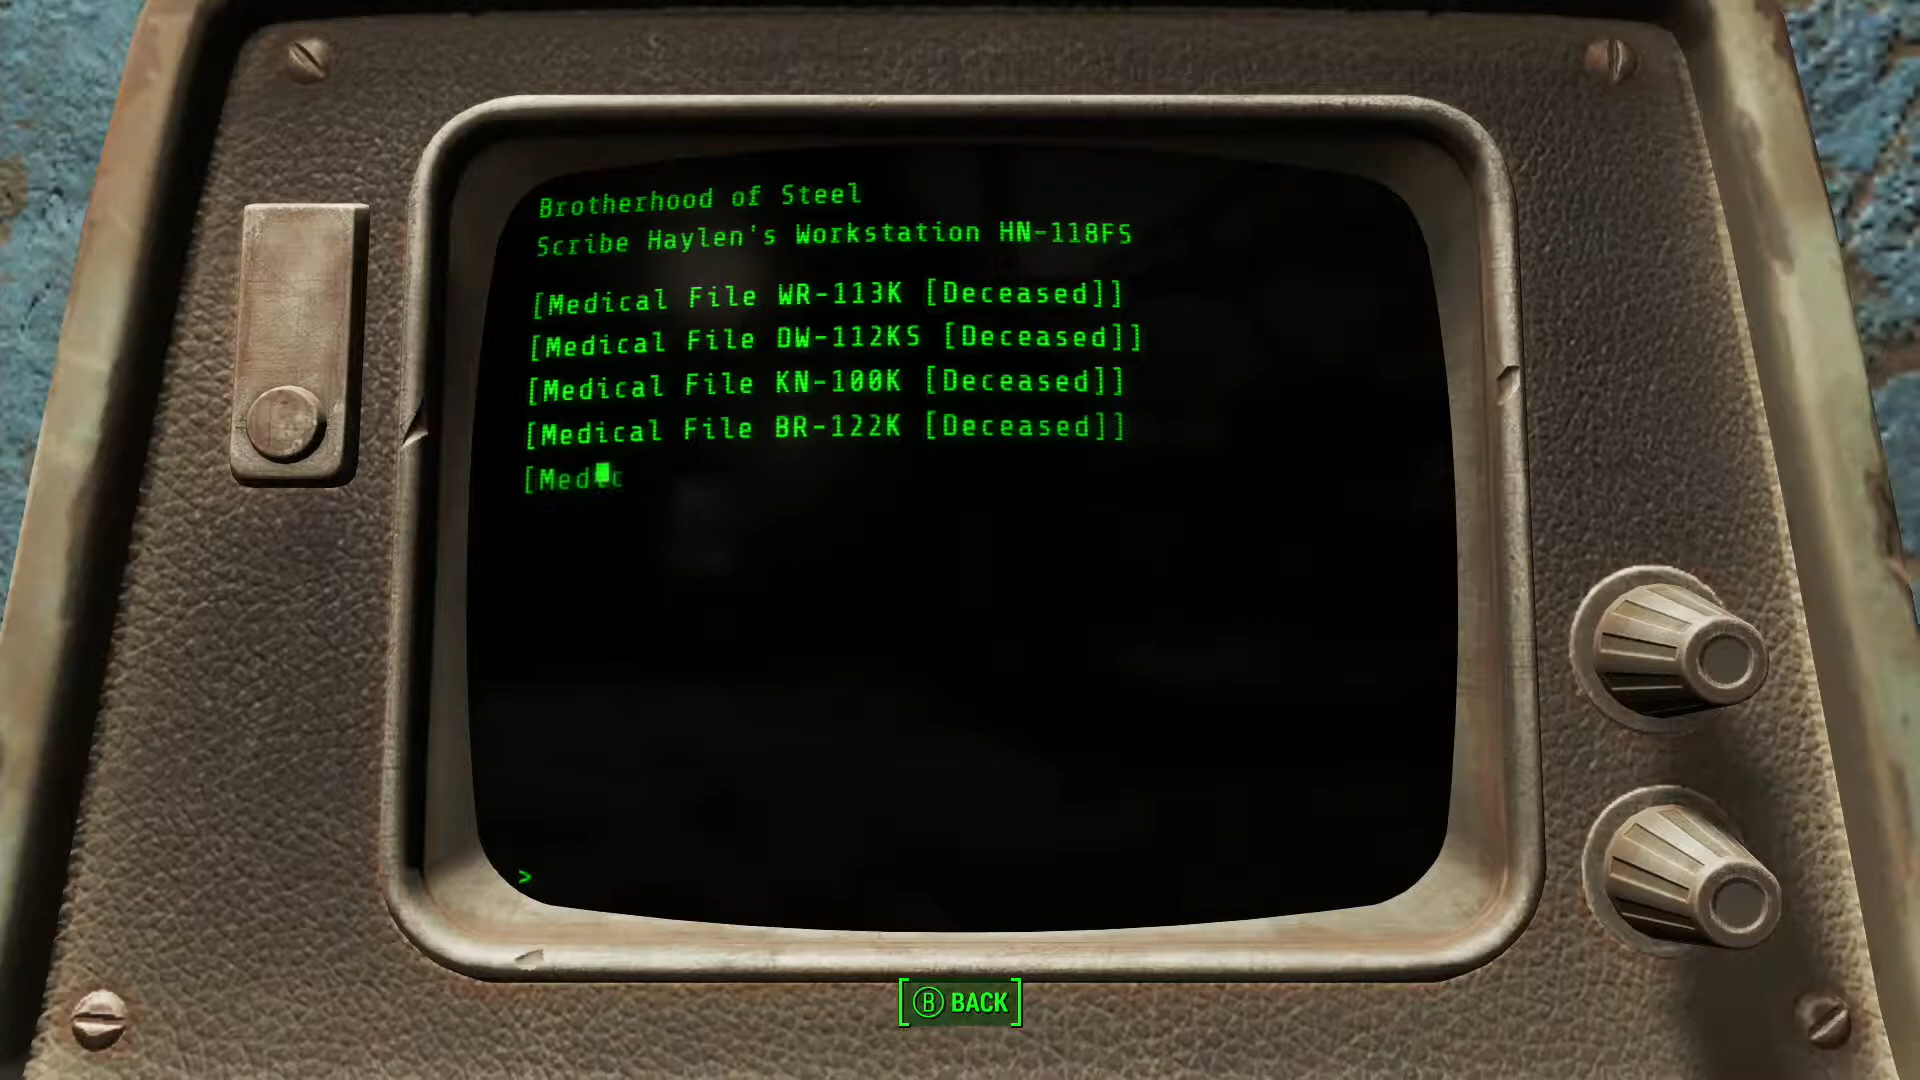 Brotherhood of Steel
Scribe Haylen's Workstation HN-118FS
[Medical File WR-113K [Deceased]]
[Medical File DW-112KS [Deceased]]
[Medical File KN-100K [Deceased]]
[Medical File BR-122K [Deceased]]
[Medic
>
[Ⓑ BACK]